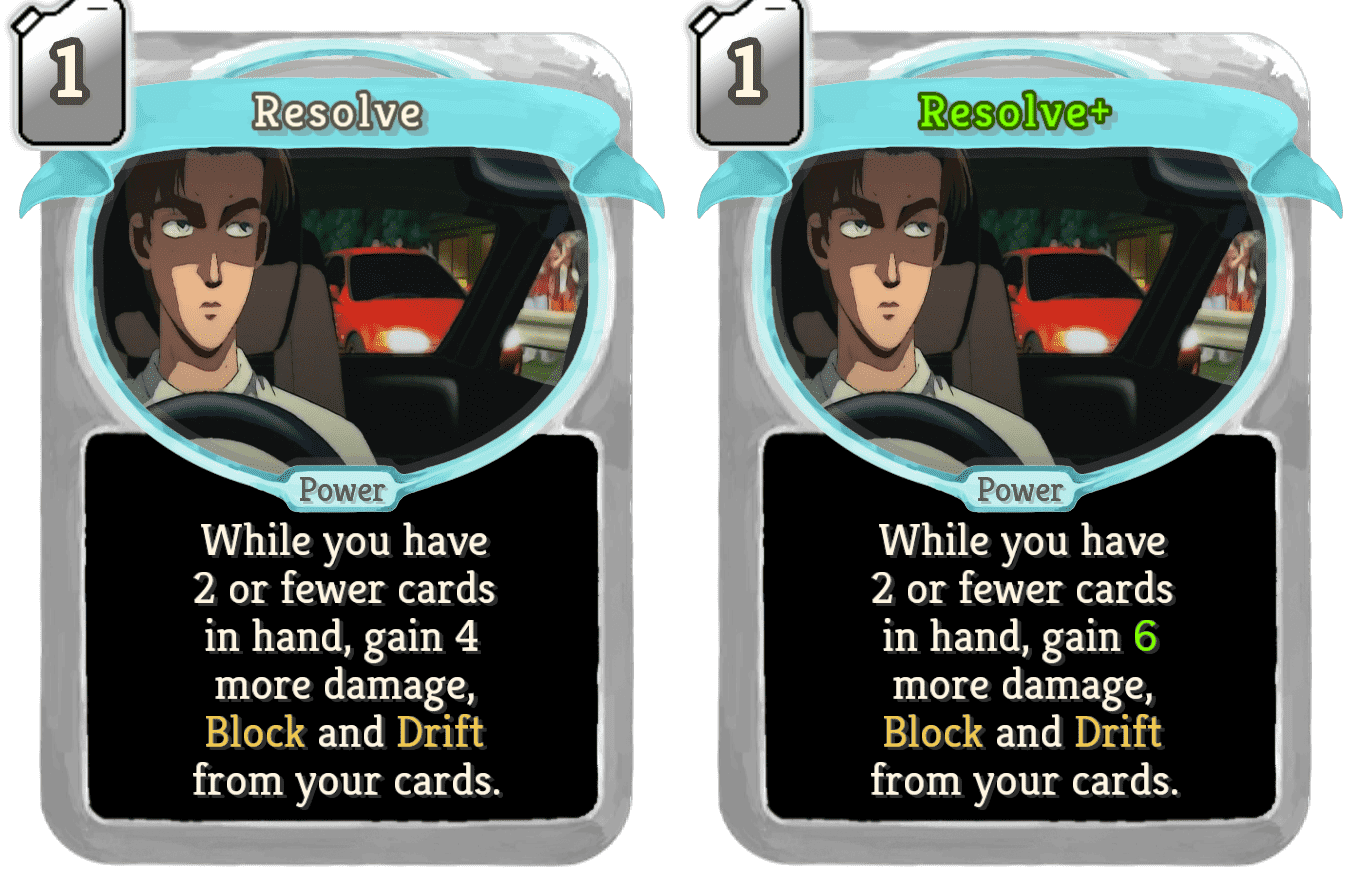 1
Resolve
Power
While you have
2 or fewer cards
in hand, gain 4
more damage,
Block and Drift
from your cards.
1
Resolve+
Power
While you have
2 or fewer cards
in hand, gain 6
more damage,
Block and Drift
from your cards.